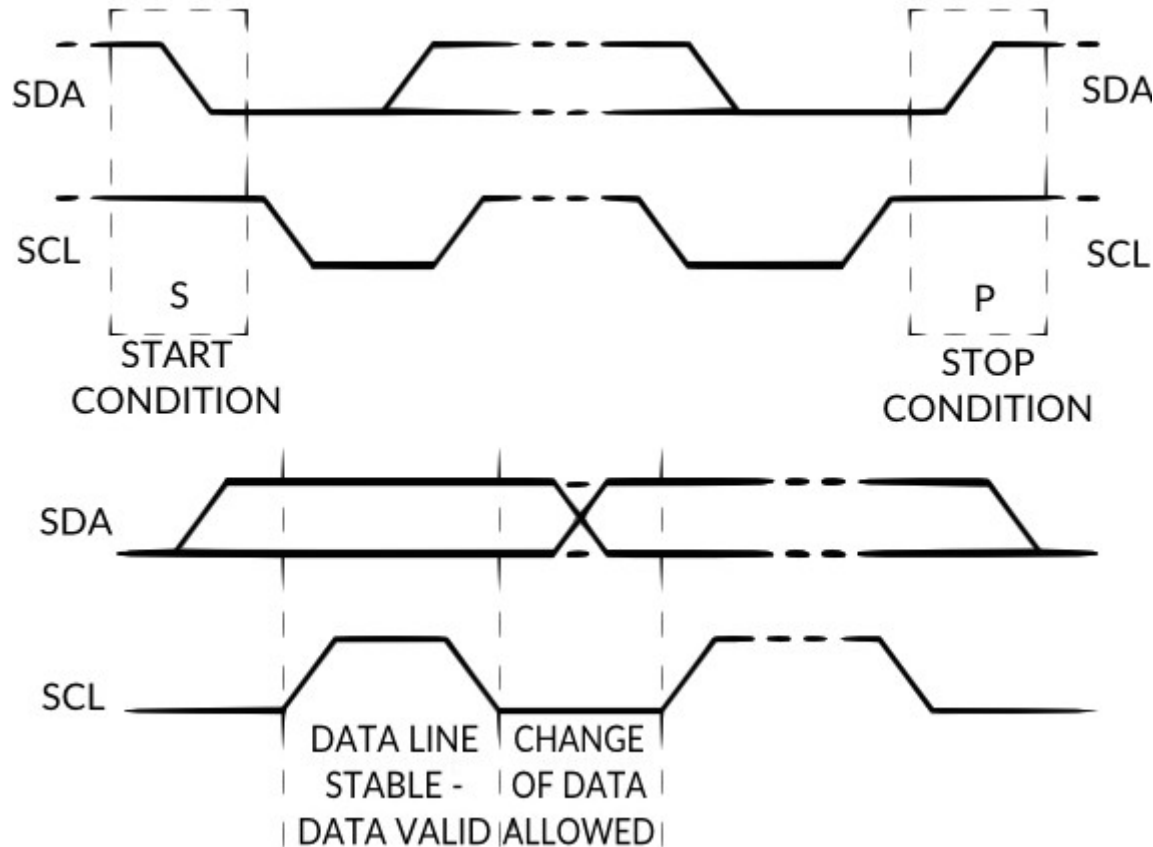 SDA
SDA
SCL
SCL
S
P
START
CONDITION
STOP
CONDITION
SDA
SCL
DATA LINE
STABLE -
DATA VALID
CHANGE
OF DATA
ALLOWED